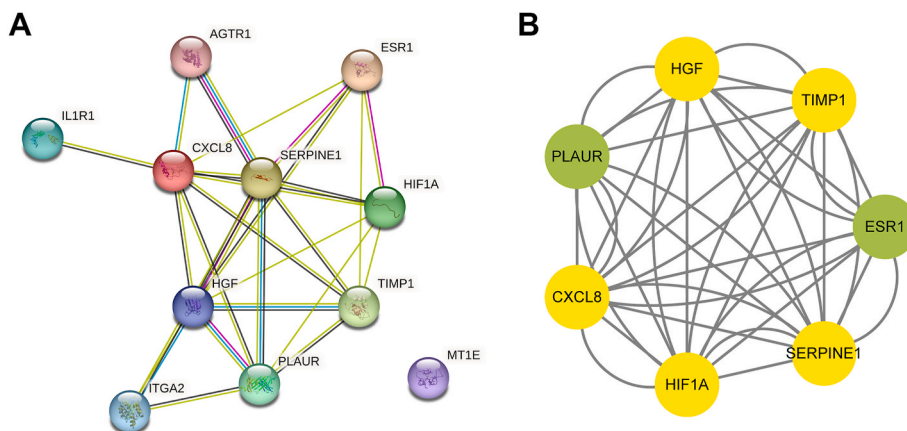 A
B
AGTR1
ESR1
IL1R1
CXCL8
SERPINE1
HIF1A
HGF
TIMP1
PLAUR
MT1E
ITGA2
HGF
TIMP1
PLAUR
ESR1
CXCL8
SERPINE1
HIF1A